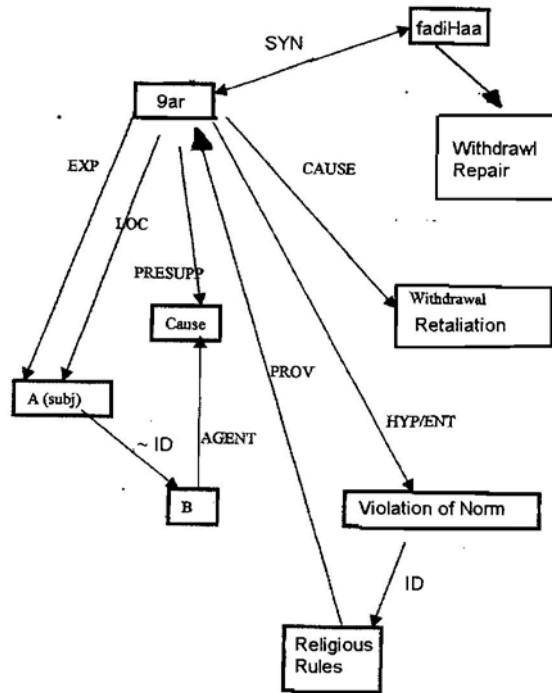 fadiHaa
SYN
9ar
Withdrawl
Repair
EXP
CAUSE
LOC
PRESUPP
Withdrawal
Retaliation
Cause
PROV
A (subj)
HYP/ENT
~ ID
AGENT
B
Violation of Norm
ID
Religious
Rules